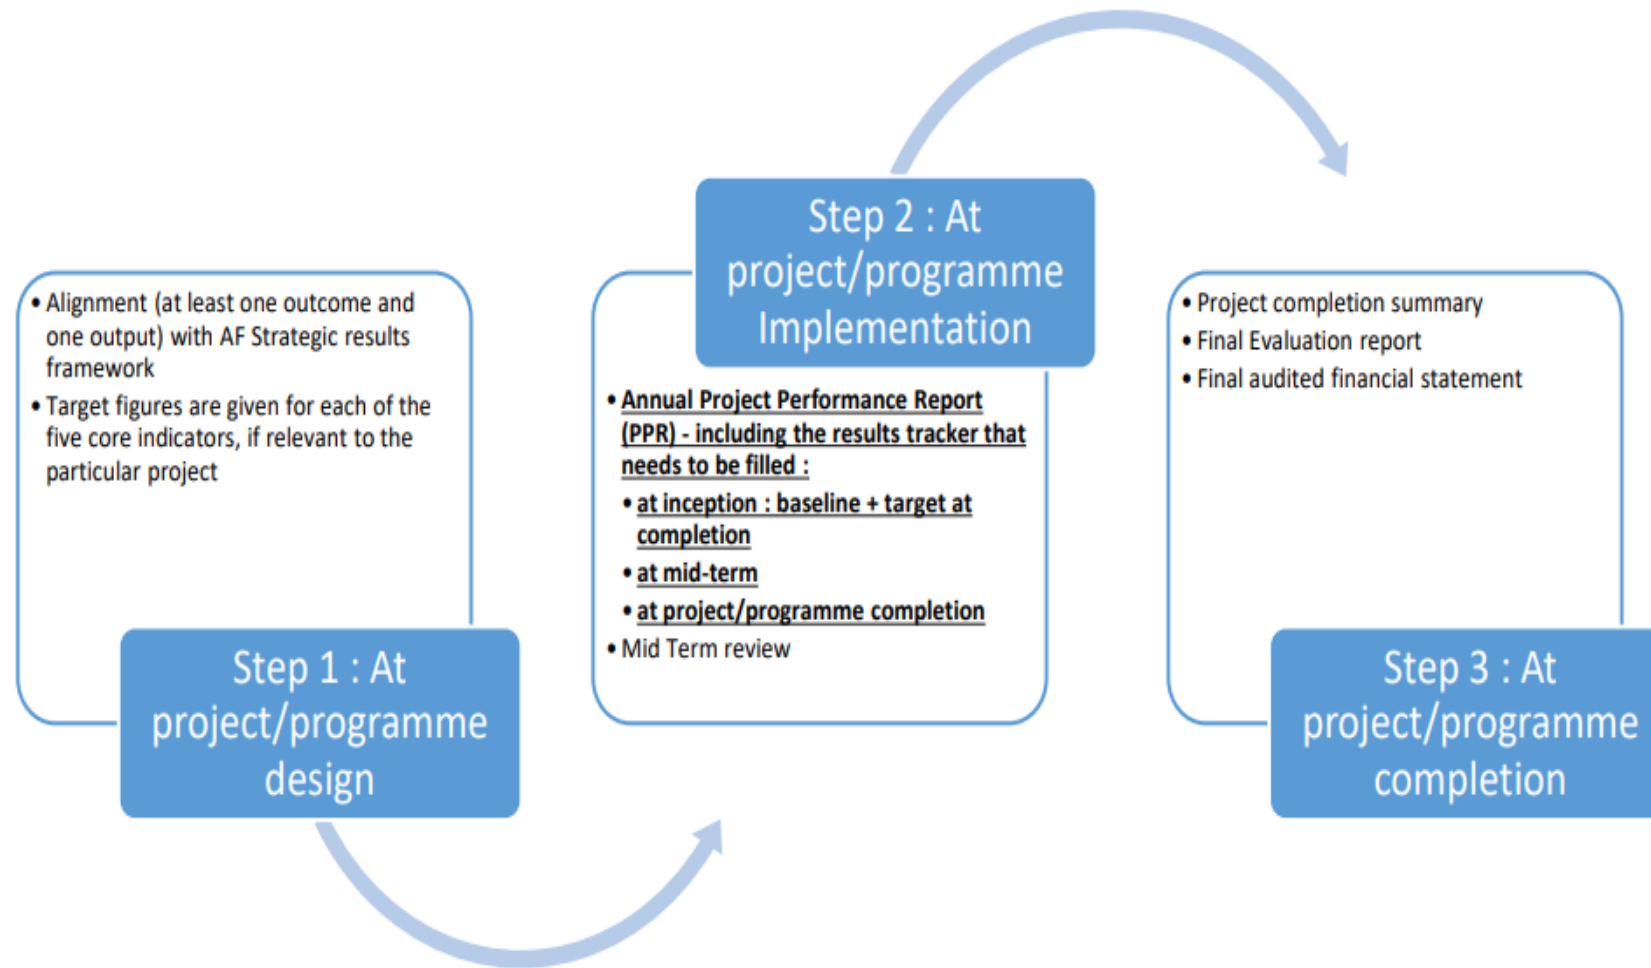 • Alignment (at least one outcome and
one output) with AF Strategic results
framework
• Target figures are given for each of the
five core indicators, if relevant to the
particular project
Step 1 : At
project/programme
design
Step 2 : At
project/programme
Implementation
• Annual Project Performance Report
(PPR) - including the results tracker that
needs to be filled :
• at inception : baseline + target at
completion
• at mid-term
• at project/programme completion
• Mid Term review
• Project completion summary
• Final Evaluation report
• Final audited financial statement
Step 3 : At
project/programme
completion